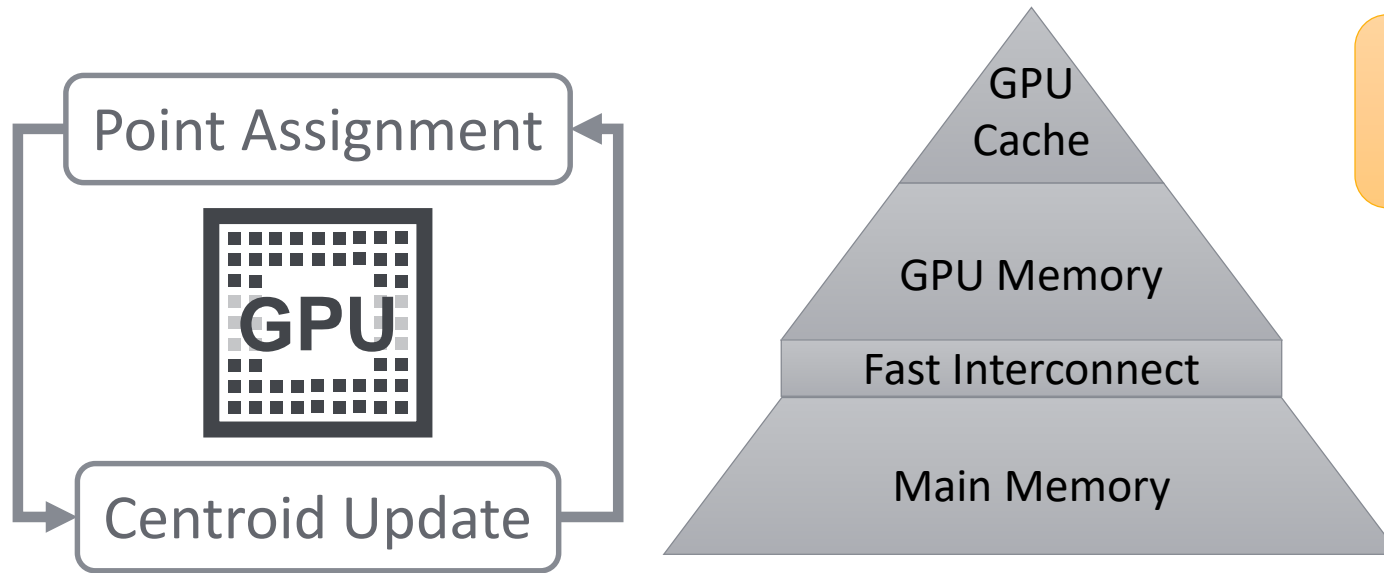 Point Assignment
GPU
Centroid Update
GPU
Cache
GPU Memory
Fast Interconnect
Main Memory